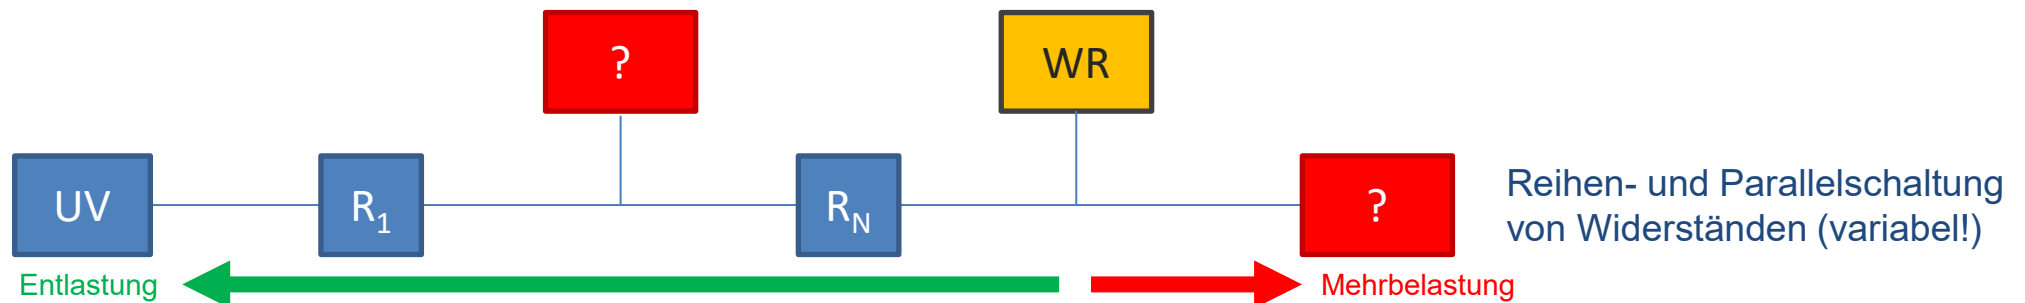 ?
WR
UV
R1
RN
?
Reihen- und Parallelschaltung
von Widerständen (variabel!)
Entlastung
Mehrbelastung